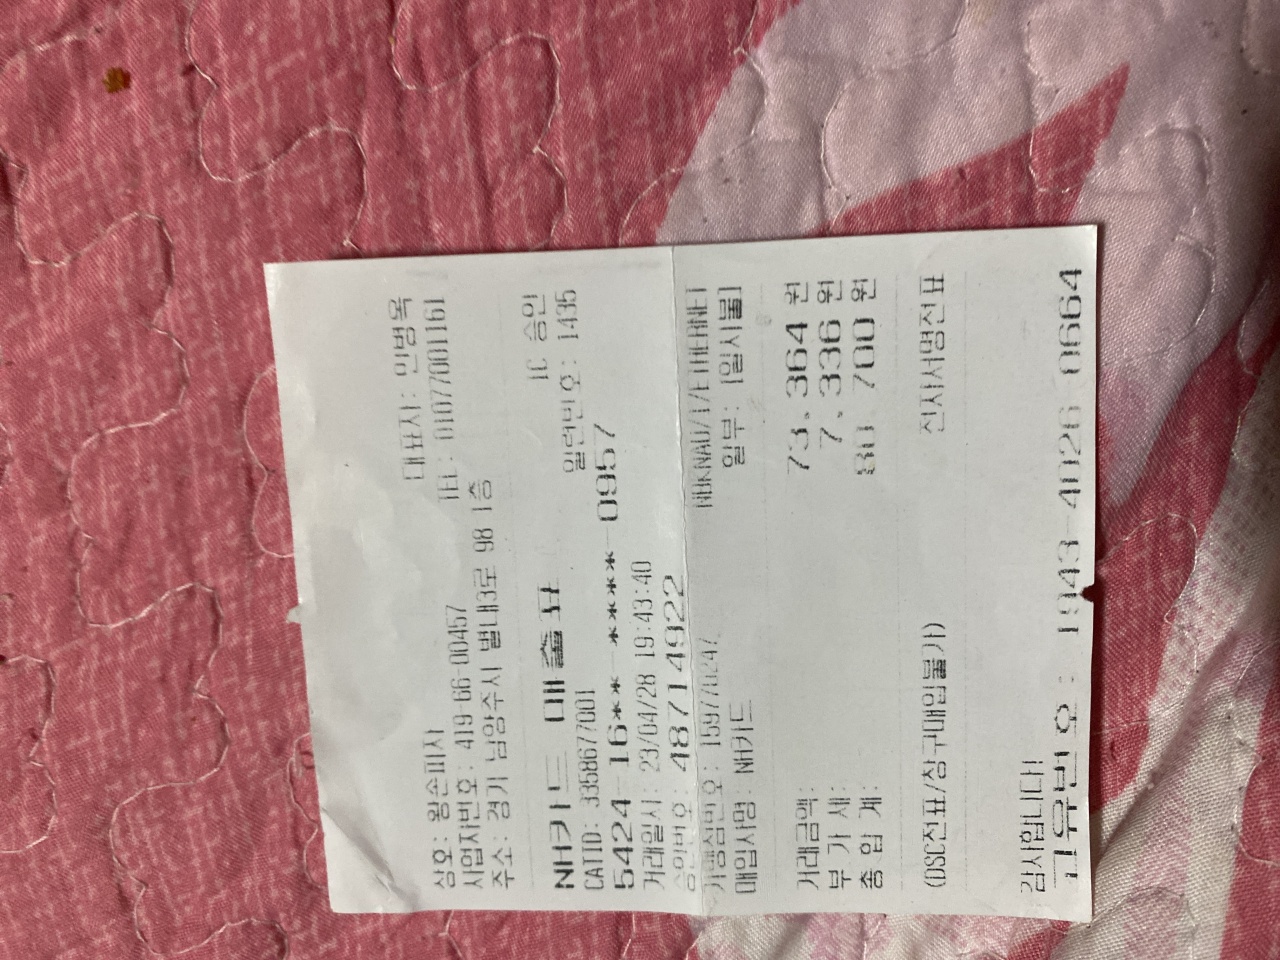 대표자: 민병옥
상호: 왕손피자 TEL: 01077001161
사업자번호: 419-66-00457
주소: 경기 남양주시 별내3로 98 1층
IC 승인
NH카드 매출표 일련번호: 1435
CATID: 3358677001
5424-16**-****-0957
거래일시: 23/04/28 19:43:40
승인번호: 48714922
가맹점번호: 159770247 NBKNAU/1/ETHERNET
매입사명: NH카드 할부: [일시불]
거래금액: 73,364 원
부 가 세: 7,336 원
총 합 계: 80,700 원
(DSC전표/창구매입불가) 전자서명전표
감사합니다!
고유번호 : 1943-4026-0664